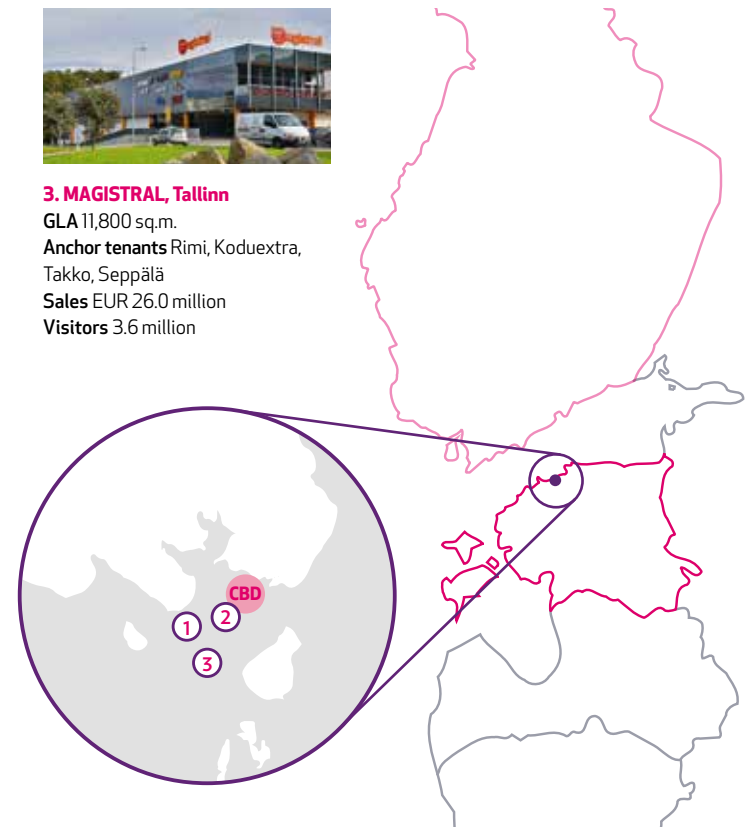 3. MAGISTRAL, Tallinn
GLA 11,800 sq.m.
Anchor tenants Rimi, Koduextra,
Takko, Seppälä
Sales EUR 26.0 million
Visitors 3.6 million
CBD
2
1
3